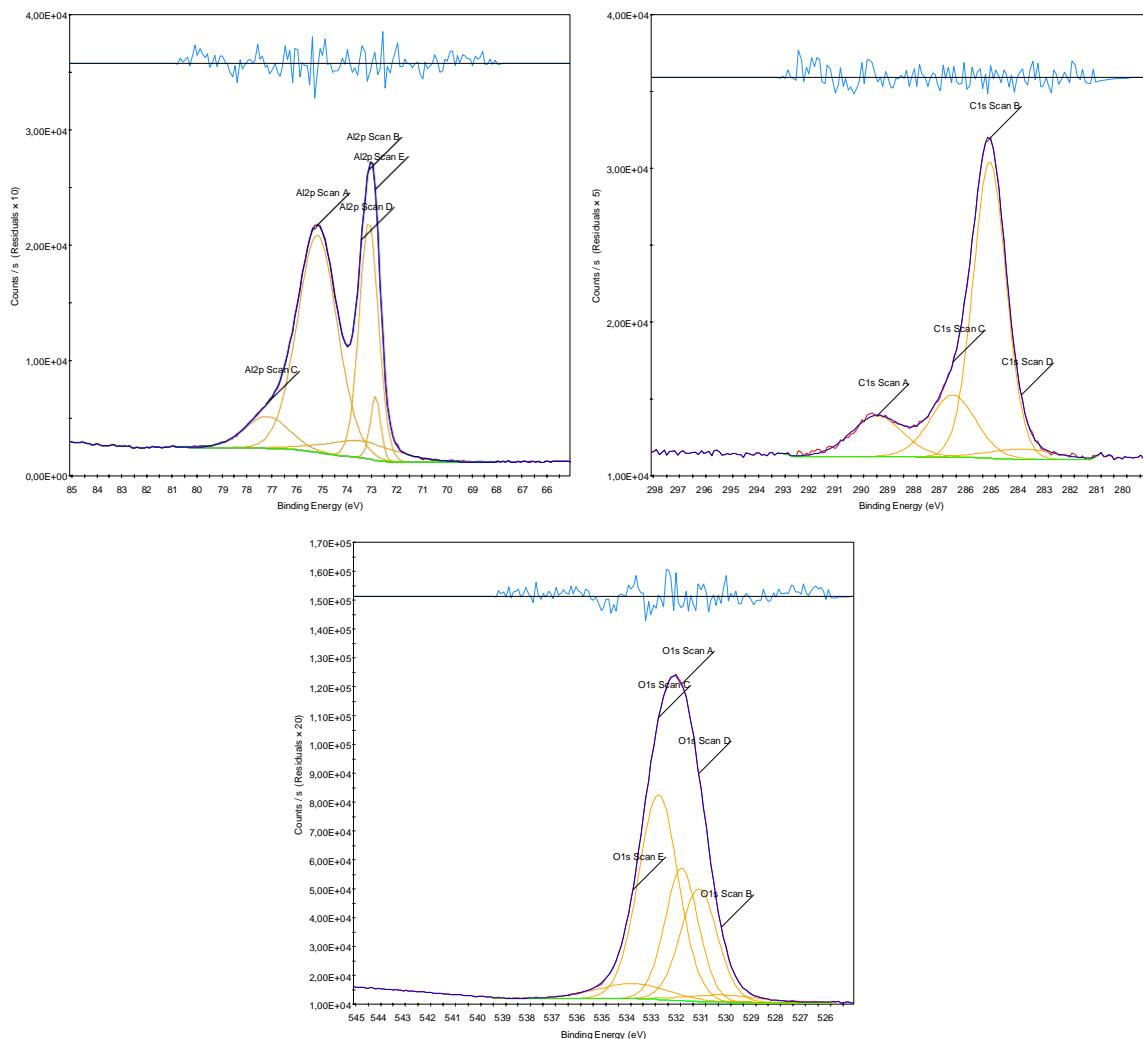 4,00E+04
3,00E+04
2,00E+04
1,00E+04
0,00E+00
Counts / s (Residuals × 10)
Al2p Scan B
Al2p Scan E
Al2p Scan A
Al2p Scan D
Al2p Scan C
85 84 83 82 81 80 79 78 77 76 75 74 73 72 71 70 69 68 67 66
Binding Energy (eV)
4,00E+04
3,00E+04
2,00E+04
1,00E+04
Counts / s (Residuals × 5)
C1s Scan B
C1s Scan C
C1s Scan D
C1s Scan A
298 297 296 295 294 293 292 291 290 289 288 287 286 285 284 283 282 281 280
Binding Energy (eV)
1,70E+05
1,60E+05
1,50E+05
1,40E+05
1,30E+05
1,20E+05
1,10E+05
1,00E+05
9,00E+04
8,00E+04
7,00E+04
6,00E+04
5,00E+04
4,00E+04
3,00E+04
2,00E+04
1,00E+04
Counts / s (Residuals × 20)
O1s Scan A
O1s Scan C
O1s Scan D
O1s Scan E
O1s Scan B
545 544 543 542 541 540 539 538 537 536 535 534 533 532 531 530 529 528 527 526
Binding Energy (eV)